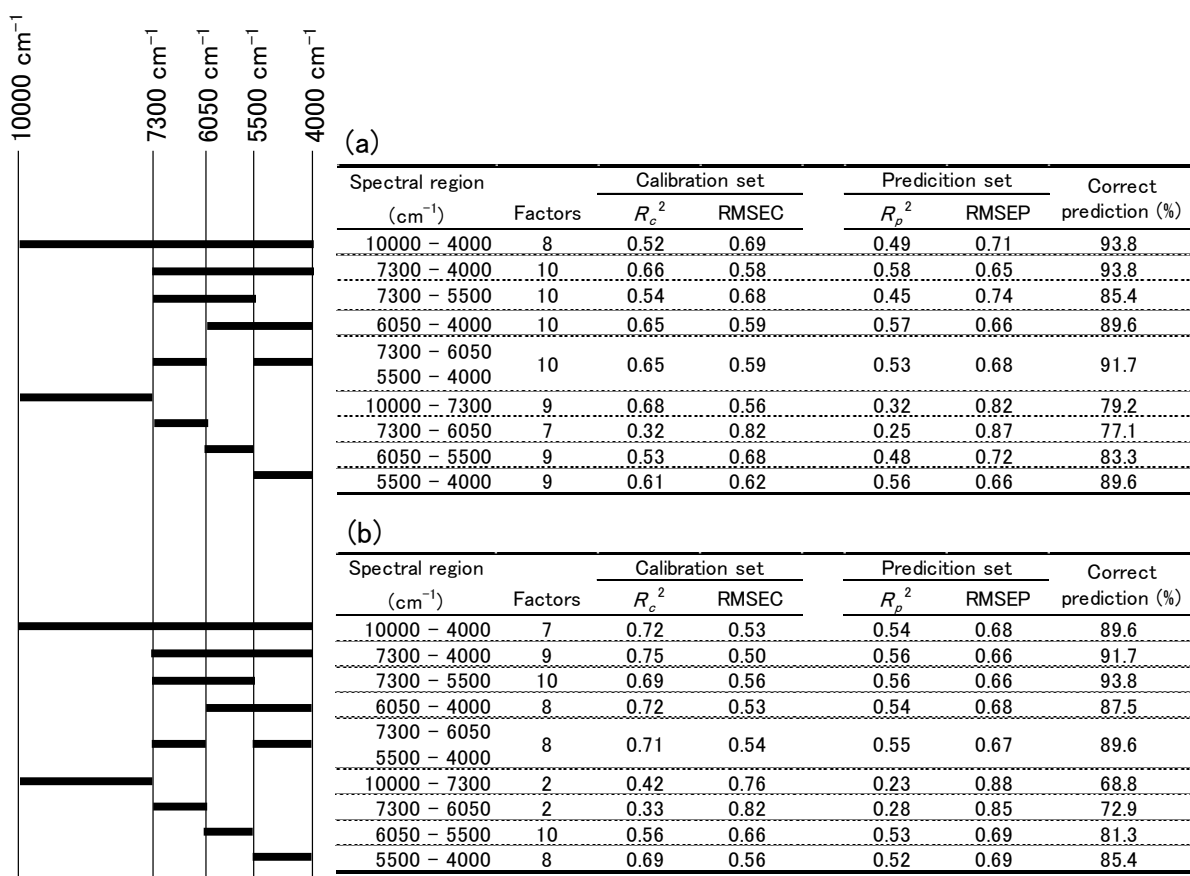 10000 cm⁻¹
7300 cm⁻¹
6050 cm⁻¹
5500 cm⁻¹
4000 cm⁻¹
(a)
Spectral region Calibration set Predicition set Correct
(cm⁻¹) Factors R_c² RMSEC R_p² RMSEP prediction (%)
10000 - 4000 8 0.52 0.69 0.49 0.71 93.8
7300 - 4000 10 0.66 0.58 0.58 0.65 93.8
7300 - 5500 10 0.54 0.68 0.45 0.74 85.4
6050 - 4000 10 0.65 0.59 0.57 0.66 89.6
7300 - 6050
5500 - 4000 10 0.65 0.59 0.53 0.68 91.7
10000 - 7300 9 0.68 0.56 0.32 0.82 79.2
7300 - 6050 7 0.32 0.82 0.25 0.87 77.1
6050 - 5500 9 0.53 0.68 0.48 0.72 83.3
5500 - 4000 9 0.61 0.62 0.56 0.66 89.6
(b)
Spectral region Calibration set Predicition set Correct
(cm⁻¹) Factors R_c² RMSEC R_p² RMSEP prediction (%)
10000 - 4000 7 0.72 0.53 0.54 0.68 89.6
7300 - 4000 9 0.75 0.50 0.56 0.66 91.7
7300 - 5500 10 0.69 0.56 0.56 0.66 93.8
6050 - 4000 8 0.72 0.53 0.54 0.68 87.5
7300 - 6050
5500 - 4000 8 0.71 0.54 0.55 0.67 89.6
10000 - 7300 2 0.42 0.76 0.23 0.88 68.8
7300 - 6050 2 0.33 0.82 0.28 0.85 72.9
6050 - 5500 10 0.56 0.66 0.53 0.69 81.3
5500 - 4000 8 0.69 0.56 0.52 0.69 85.4